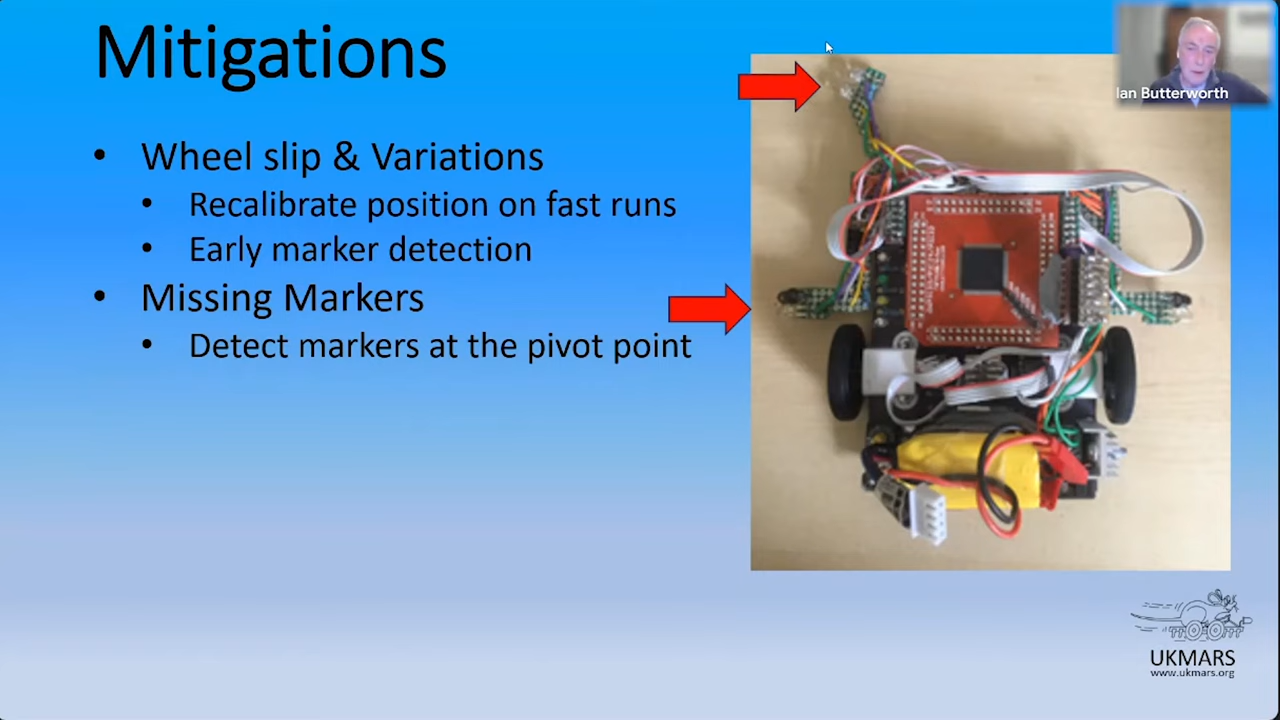 Mitigations
Ian Butterworth
• Wheel slip & Variations
• Recalibrate position on fast runs
• Early marker detection
• Missing Markers
• Detect markers at the pivot point
UKMARS
www.ukmars.org